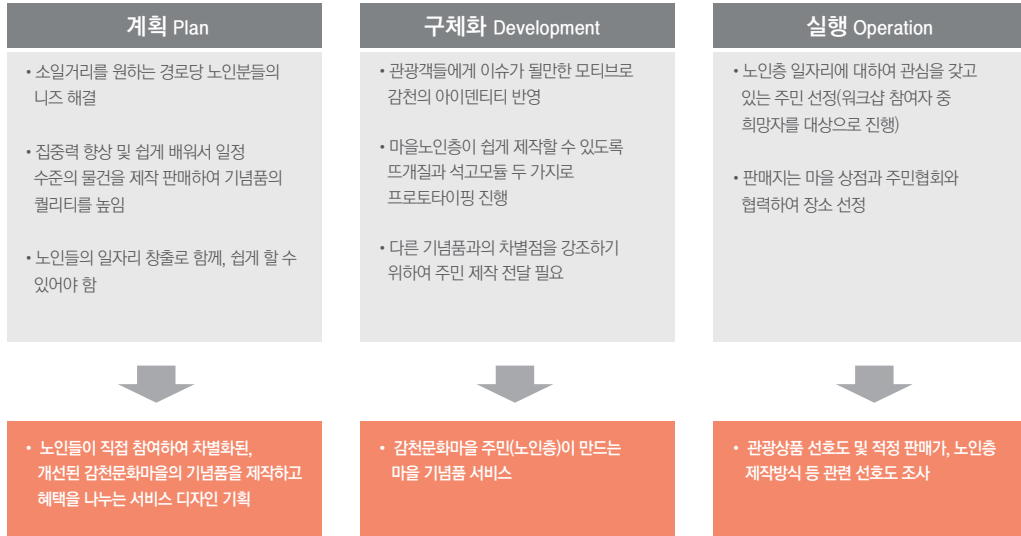 계획 Plan
• 소일거리를 원하는 경로당 노인분들의
니즈 해결
• 집중력 향상 및 쉽게 배워서 일정
수준의 물건을 제작 판매하여 기념품의
퀄리티를 높임
• 노인들의 일자리 창출로 함께, 쉽게 할 수
있어야 함
• 노인들이 직접 참여하여 차별화된,
개선된 감천문화마을의 기념품을 제작하고
혜택을 나누는 서비스 디자인 기획
구체화 Development
• 관광객들에게 이슈가 될만한 모티브로
감천의 아이덴티티 반영
• 마을노인층이 쉽게 제작할 수 있도록
뜨개질과 석고모듈 두 가지로
프로토타이핑 진행
• 다른 기념품과의 차별점을 강조하기
위하여 주민 제작 전달 필요
• 감천문화마을 주민(노인층)이 만드는
마을 기념품 서비스
실행 Operation
• 노인층 일자리에 대하여 관심을 갖고
있는 주민 선정(워크샵 참여자 중
희망자를 대상으로 진행)
• 판매지는 마을 상점과 주민협회와
협력하여 장소 선정
• 관광상품 선호도 및 적정 판매가, 노인층
제작방식 등 관련 선호도 조사